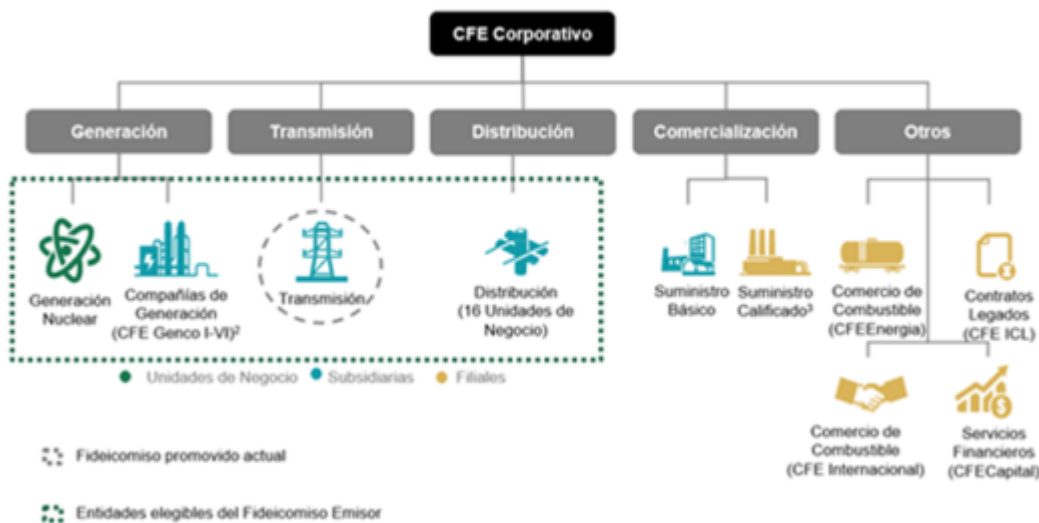 CFE Corporativo
Generación
Transmisión
Distribución
Comercialización
Otros
Generación
Nuclear
Compañías de
Generación
(CFE Genco I-VI)²
Transmisión
Distribución
(16 Unidades de
Negocio)
Suministro
Básico
Suministro
Calificado³
Comercio de
Combustible
(CFEEnergia)
Contratos
Legados
(CFE ICL)
Unidades de Negocio
Subsidiarias
Filiales
Comercio de
Combustible
(CFE Internacional)
Servicios
Financieros
(CFECapital)
Fideicomiso promovido actual
Entidades elegibles del Fideicomiso Emisor